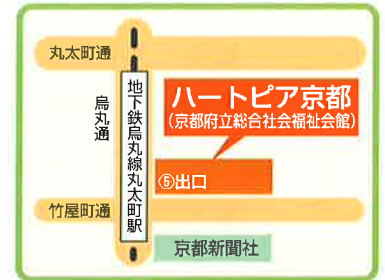 丸太町通
烏丸通
地下鉄烏丸線丸太町駅
ハートピア京都
(京都府立総合社会福祉会館)
⑤出口
竹屋町通
京都新聞社